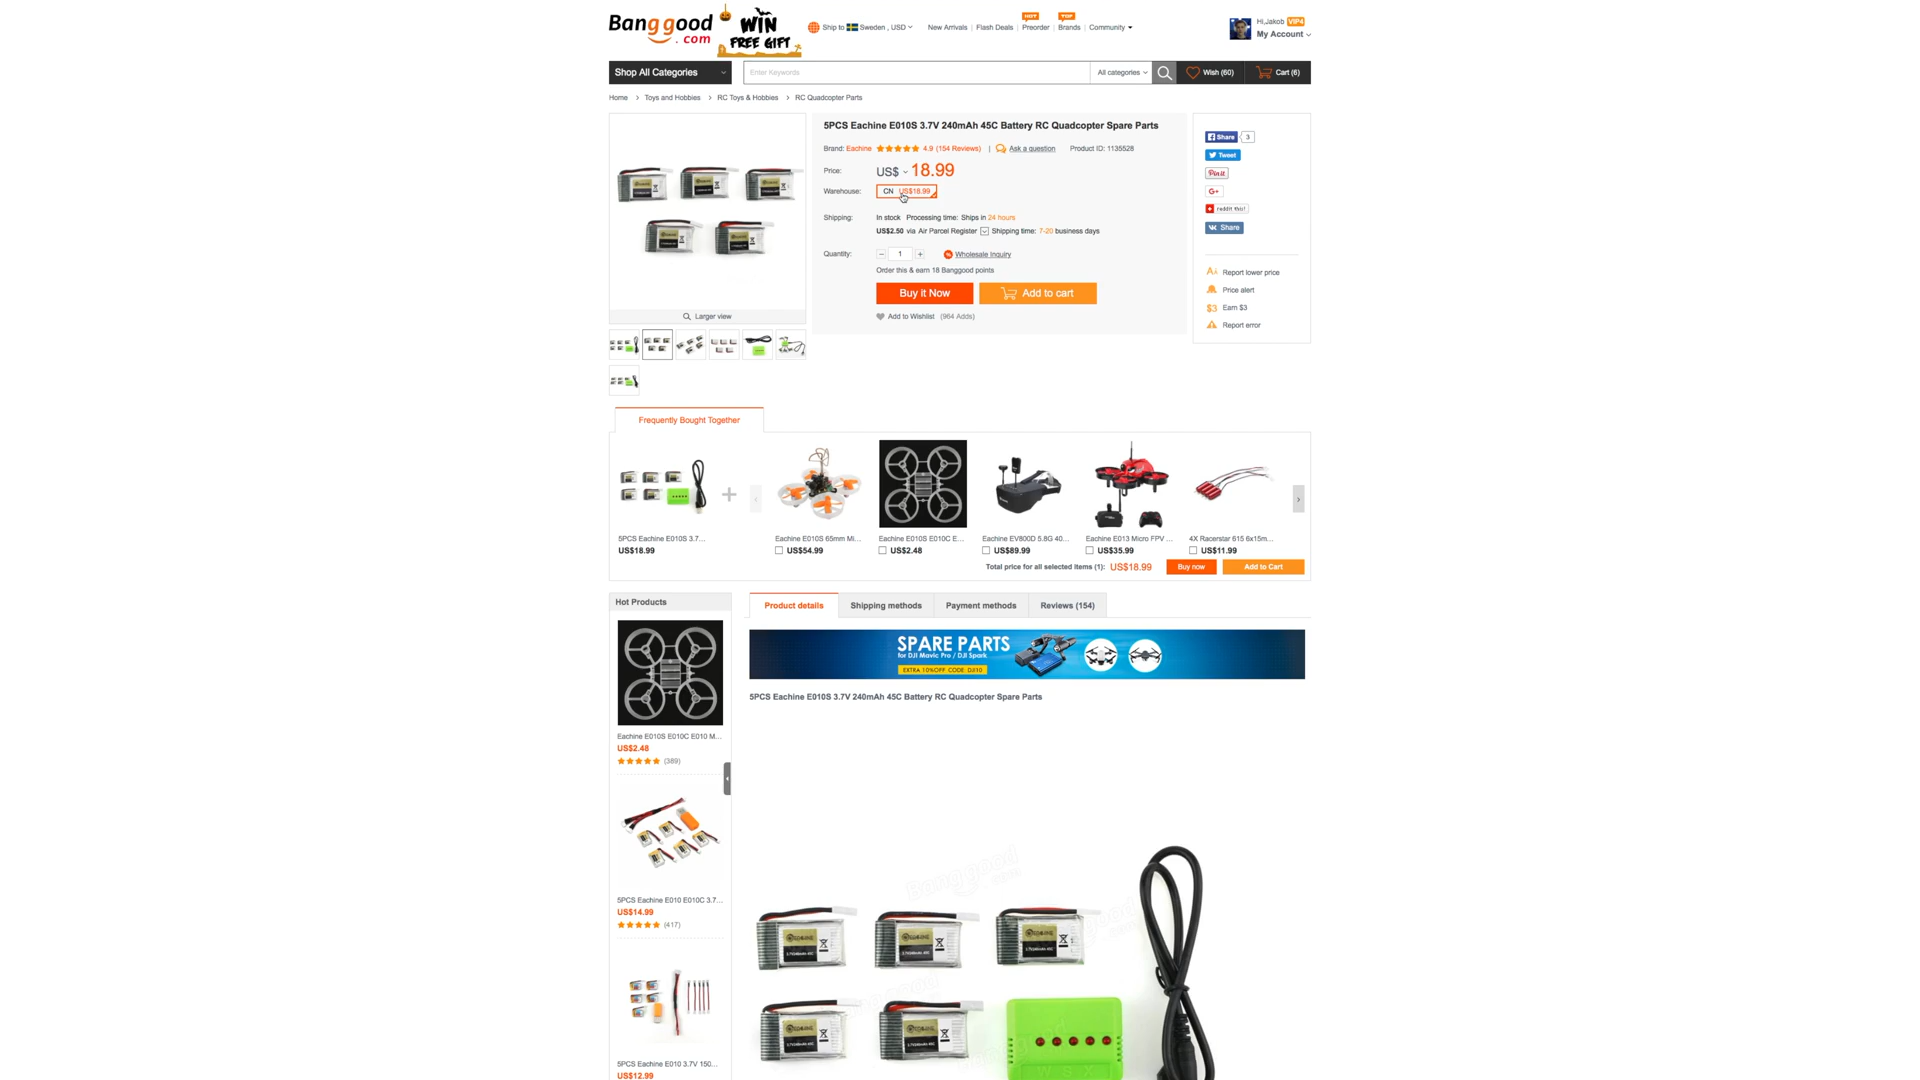 Banggood
.com
WIN
FREE GIFT
Ship to Sweden , USD
New Arrivals
Flash Deals
HOT
Preorder
TOP
Brands
Community
Hi,Jakob VIP4
My Account
Shop All Categories
Enter Keywords
All categories
Wish (60)
Cart (6)
Home > Toys and Hobbies > RC Toys & Hobbies > RC Quadcopter Parts
5PCS Eachine E010S 3.7V 240mAh 45C Battery RC Quadcopter Spare Parts
Brand: Eachine 4.9 (154 Reviews) | Ask a question Product ID: 1135528
Price: US$ 18.99
Warehouse: CN US$18.99
Shipping: In stock Processing time: Ships in 24 hours
US$2.50 via Air Parcel Register Shipping time: 7-20 business days
Quantity: - 1 + Wholesale Inquiry
Order this & earn 18 Banggood points
Buy it Now
Add to cart
Add to Wishlist (964 Adds)
Larger view
Share 3
Tweet
Pin it
G+
reddit this!
Share
Report lower price
Price alert
$3 Earn $3
Report error
Frequently Bought Together
5PCS Eachine E010S 3.7...
US$18.99
Eachine E010S 65mm Mi...
US$54.99
Eachine E010S E010C E...
US$2.48
Eachine EV800D 5.8G 40...
US$89.99
Eachine E013 Micro FPV ...
US$35.99
4X Racerstar 615 6x15m...
US$11.99
Total price for all selected items (1): US$18.99
Buy now
Add to Cart
Hot Products
Eachine E010S E010C E010 M...
US$2.48
(389)
5PCS Eachine E010 E010C 3.7...
US$14.99
(417)
5PCS Eachine E010 3.7V 150...
US$12.99
Product details
Shipping methods
Payment methods
Reviews (154)
SPARE PARTS
for DJI Mavic Pro / DJI Spark
EXTRA 10%OFF CODE: DJI10
5PCS Eachine E010S 3.7V 240mAh 45C Battery RC Quadcopter Spare Parts
Banggood
.com
WSX